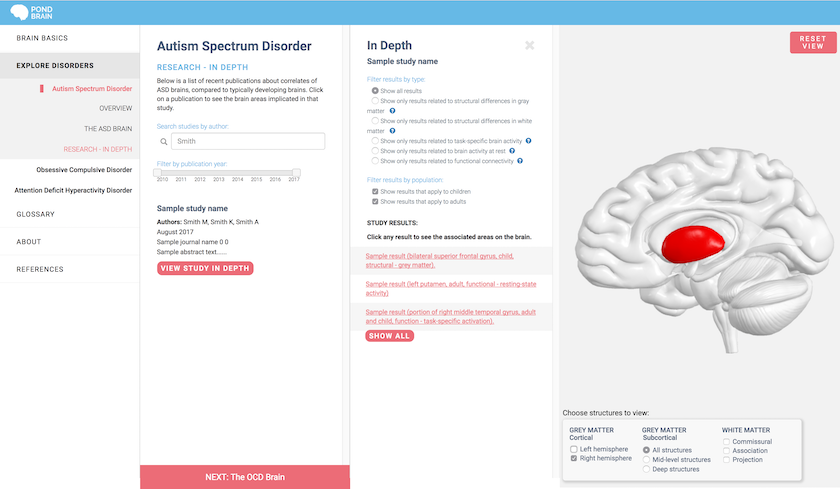 POND
BRAIN
BRAIN BASICS
EXPLORE DISORDERS
Autism Spectrum Disorder
OVERVIEW
THE ASD BRAIN
RESEARCH - IN DEPTH
Obsessive Compulsive Disorder
Attention Deficit Hyperactivity Disorder
GLOSSARY
ABOUT
REFERENCES
Autism Spectrum Disorder
RESEARCH - IN DEPTH
Below is a list of recent publications about correlates of
ASD brains, compared to typically developing brains. Click
on a publication to see the brain areas implicated in that
study.
Search studies by author:
Smith
Filter by publication year:
2010 2011 2012 2013 2014 2015 2016 2017
Sample study name
Authors: Smith M, Smith K, Smith A
August 2017
Sample journal name 0 0
Sample abstract text......
VIEW STUDY IN DEPTH
NEXT: The OCD Brain
In Depth
Sample study name
Filter results by type:
Show all results
Show only results related to structural differences in gray
matter ?
Show only results related to structural differences in white
matter ?
Show only results related to task-specific brain activity ?
Show only results related to brain activity at rest ?
Show only results related to functional connectivity ?
Filter results by population:
Show results that apply to children
Show results that apply to adults
STUDY RESULTS:
Click any result to see the associated areas on the brain.
Sample result (bilateral superior frontal gyrus, child,
structural - grey matter).
Sample result (left putamen, adult, functional - resting-state
activity)
Sample result (portion of right middle temporal gyrus, adult
and child, function - task-specific activation).
SHOW ALL
RESET
VIEW
Choose structures to view:
GREY MATTER
Cortical
Left hemisphere
Right hemisphere
GREY MATTER
Subcortical
All structures
Mid-level structures
Deep structures
WHITE MATTER
Commissural
Association
Projection